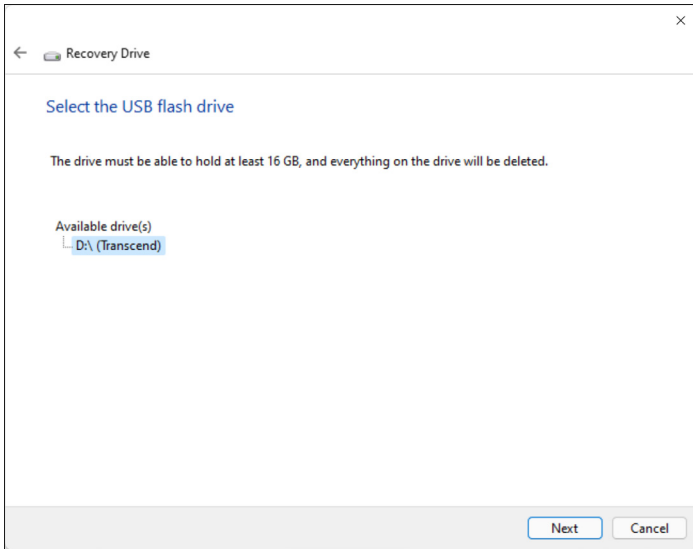 Recovery Drive
Select the USB flash drive
The drive must be able to hold at least 16 GB, and everything on the drive will be deleted.
Available drive(s)
D:\ (Transcend)
Next Cancel